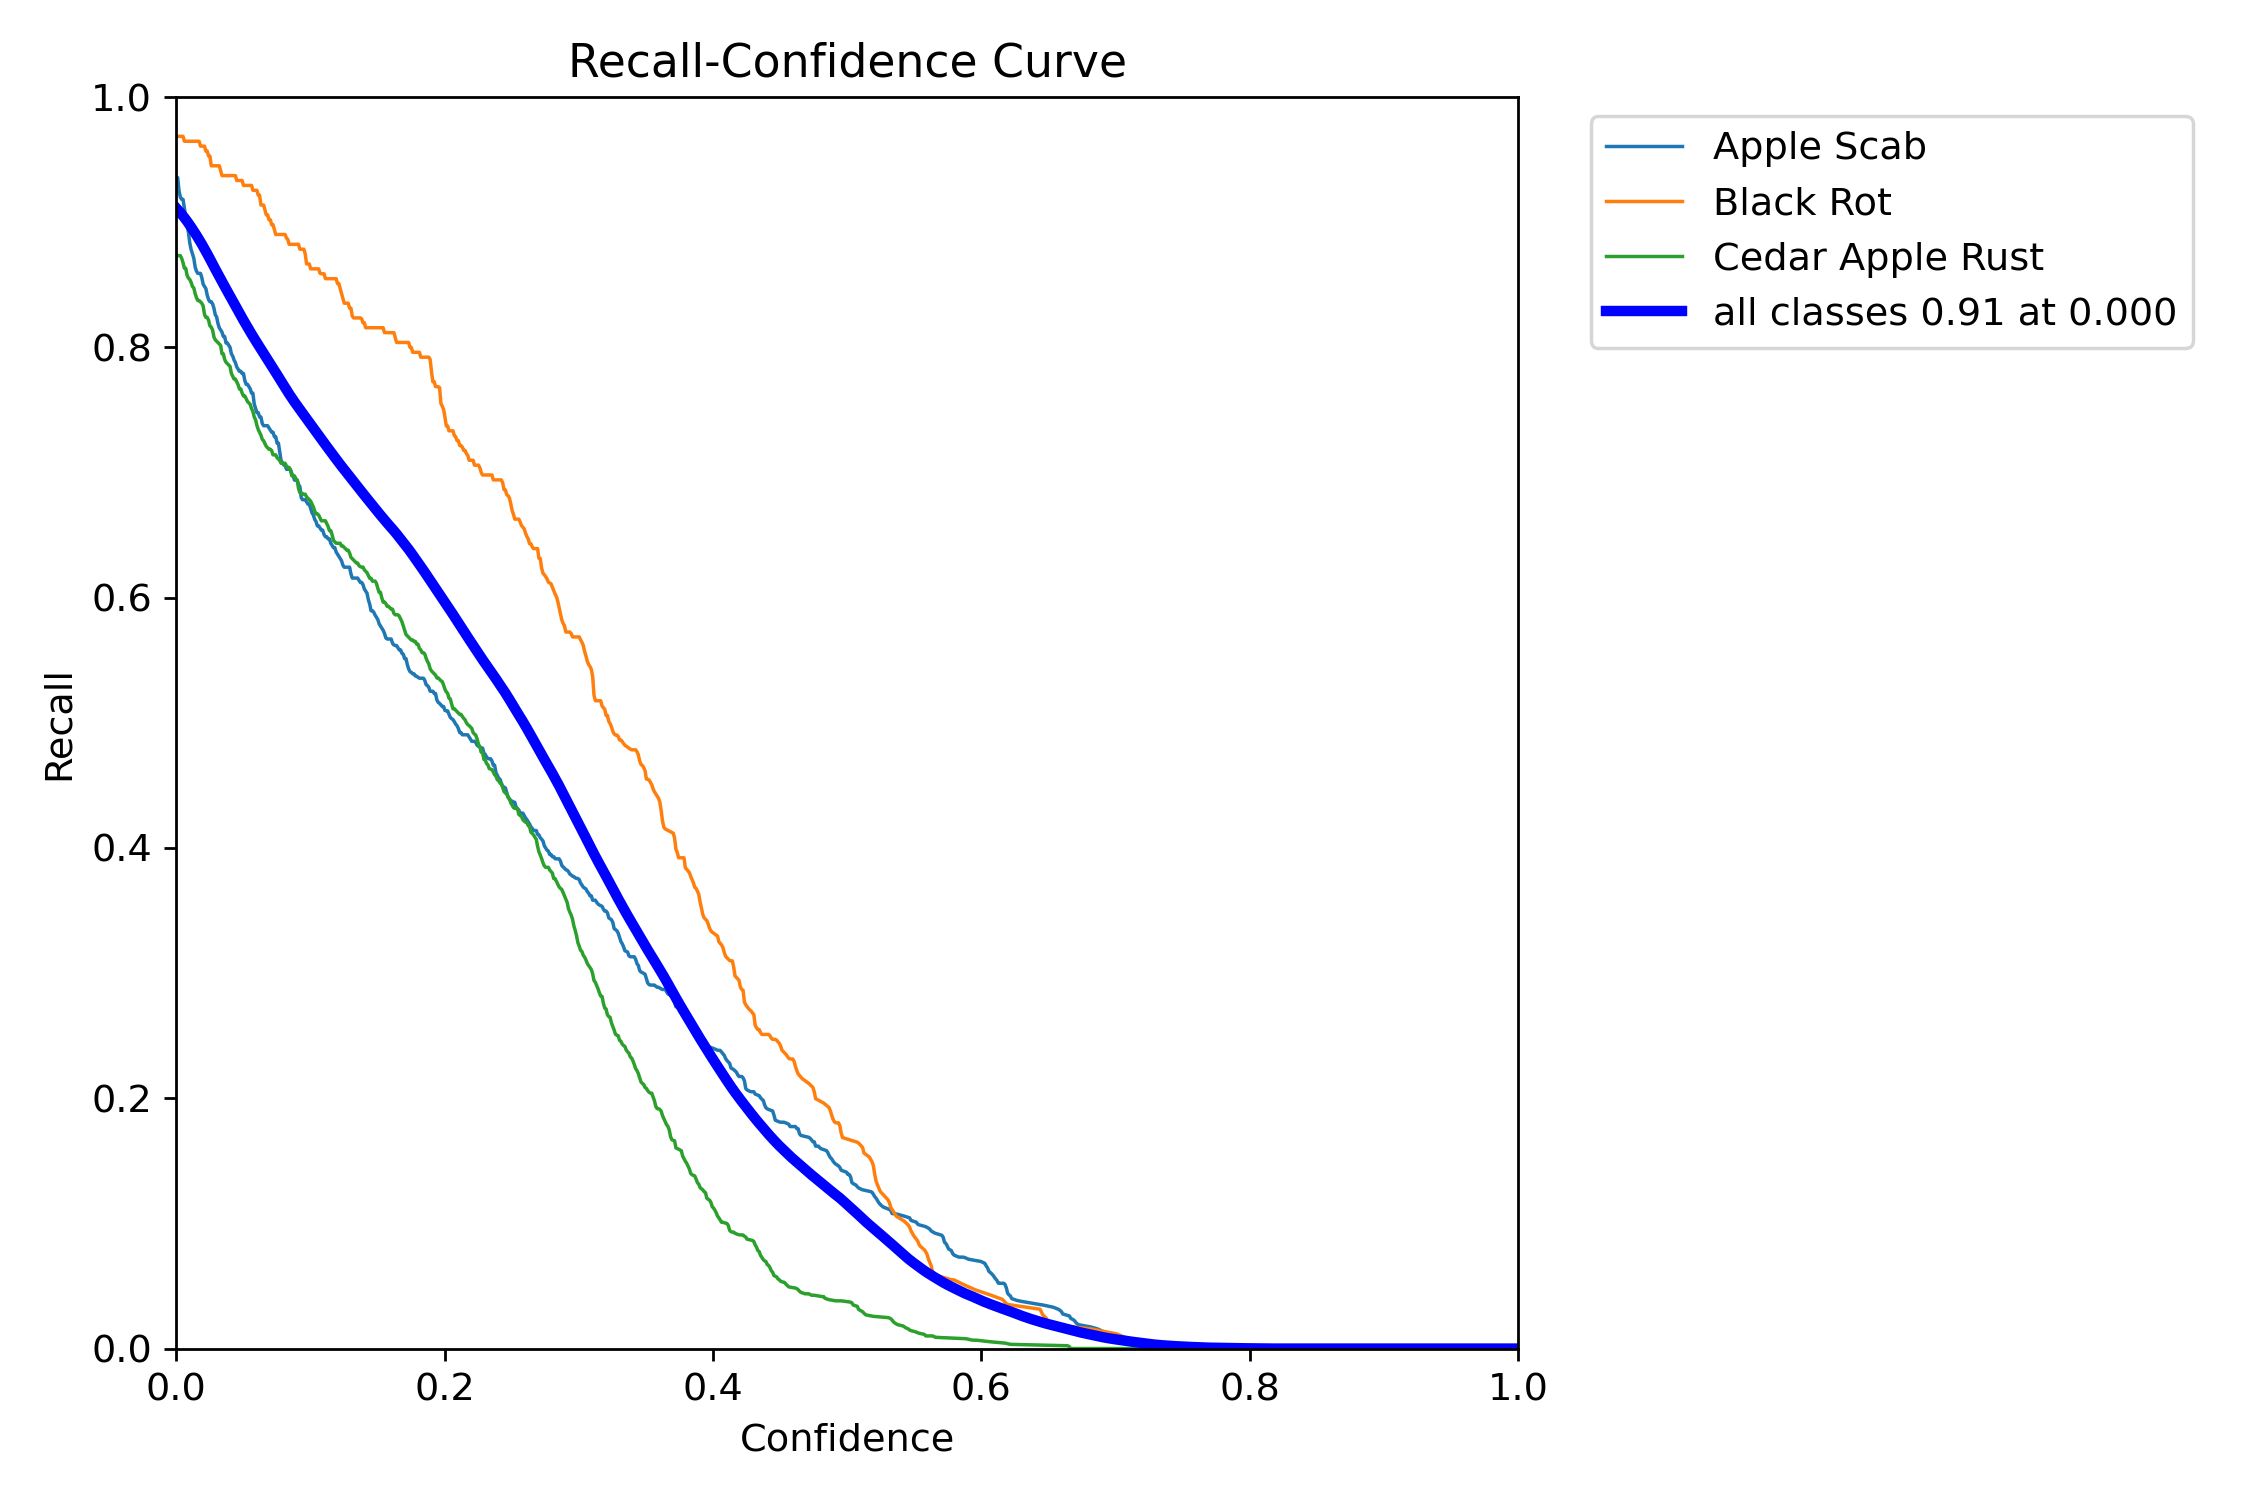 Recall-Confidence Curve
1.0
0.8
0.6
0.4
0.2
0.0
Recall
0.0 0.2 0.4 0.6 0.8 1.0
Confidence
Apple Scab
Black Rot
Cedar Apple Rust
all classes 0.91 at 0.000